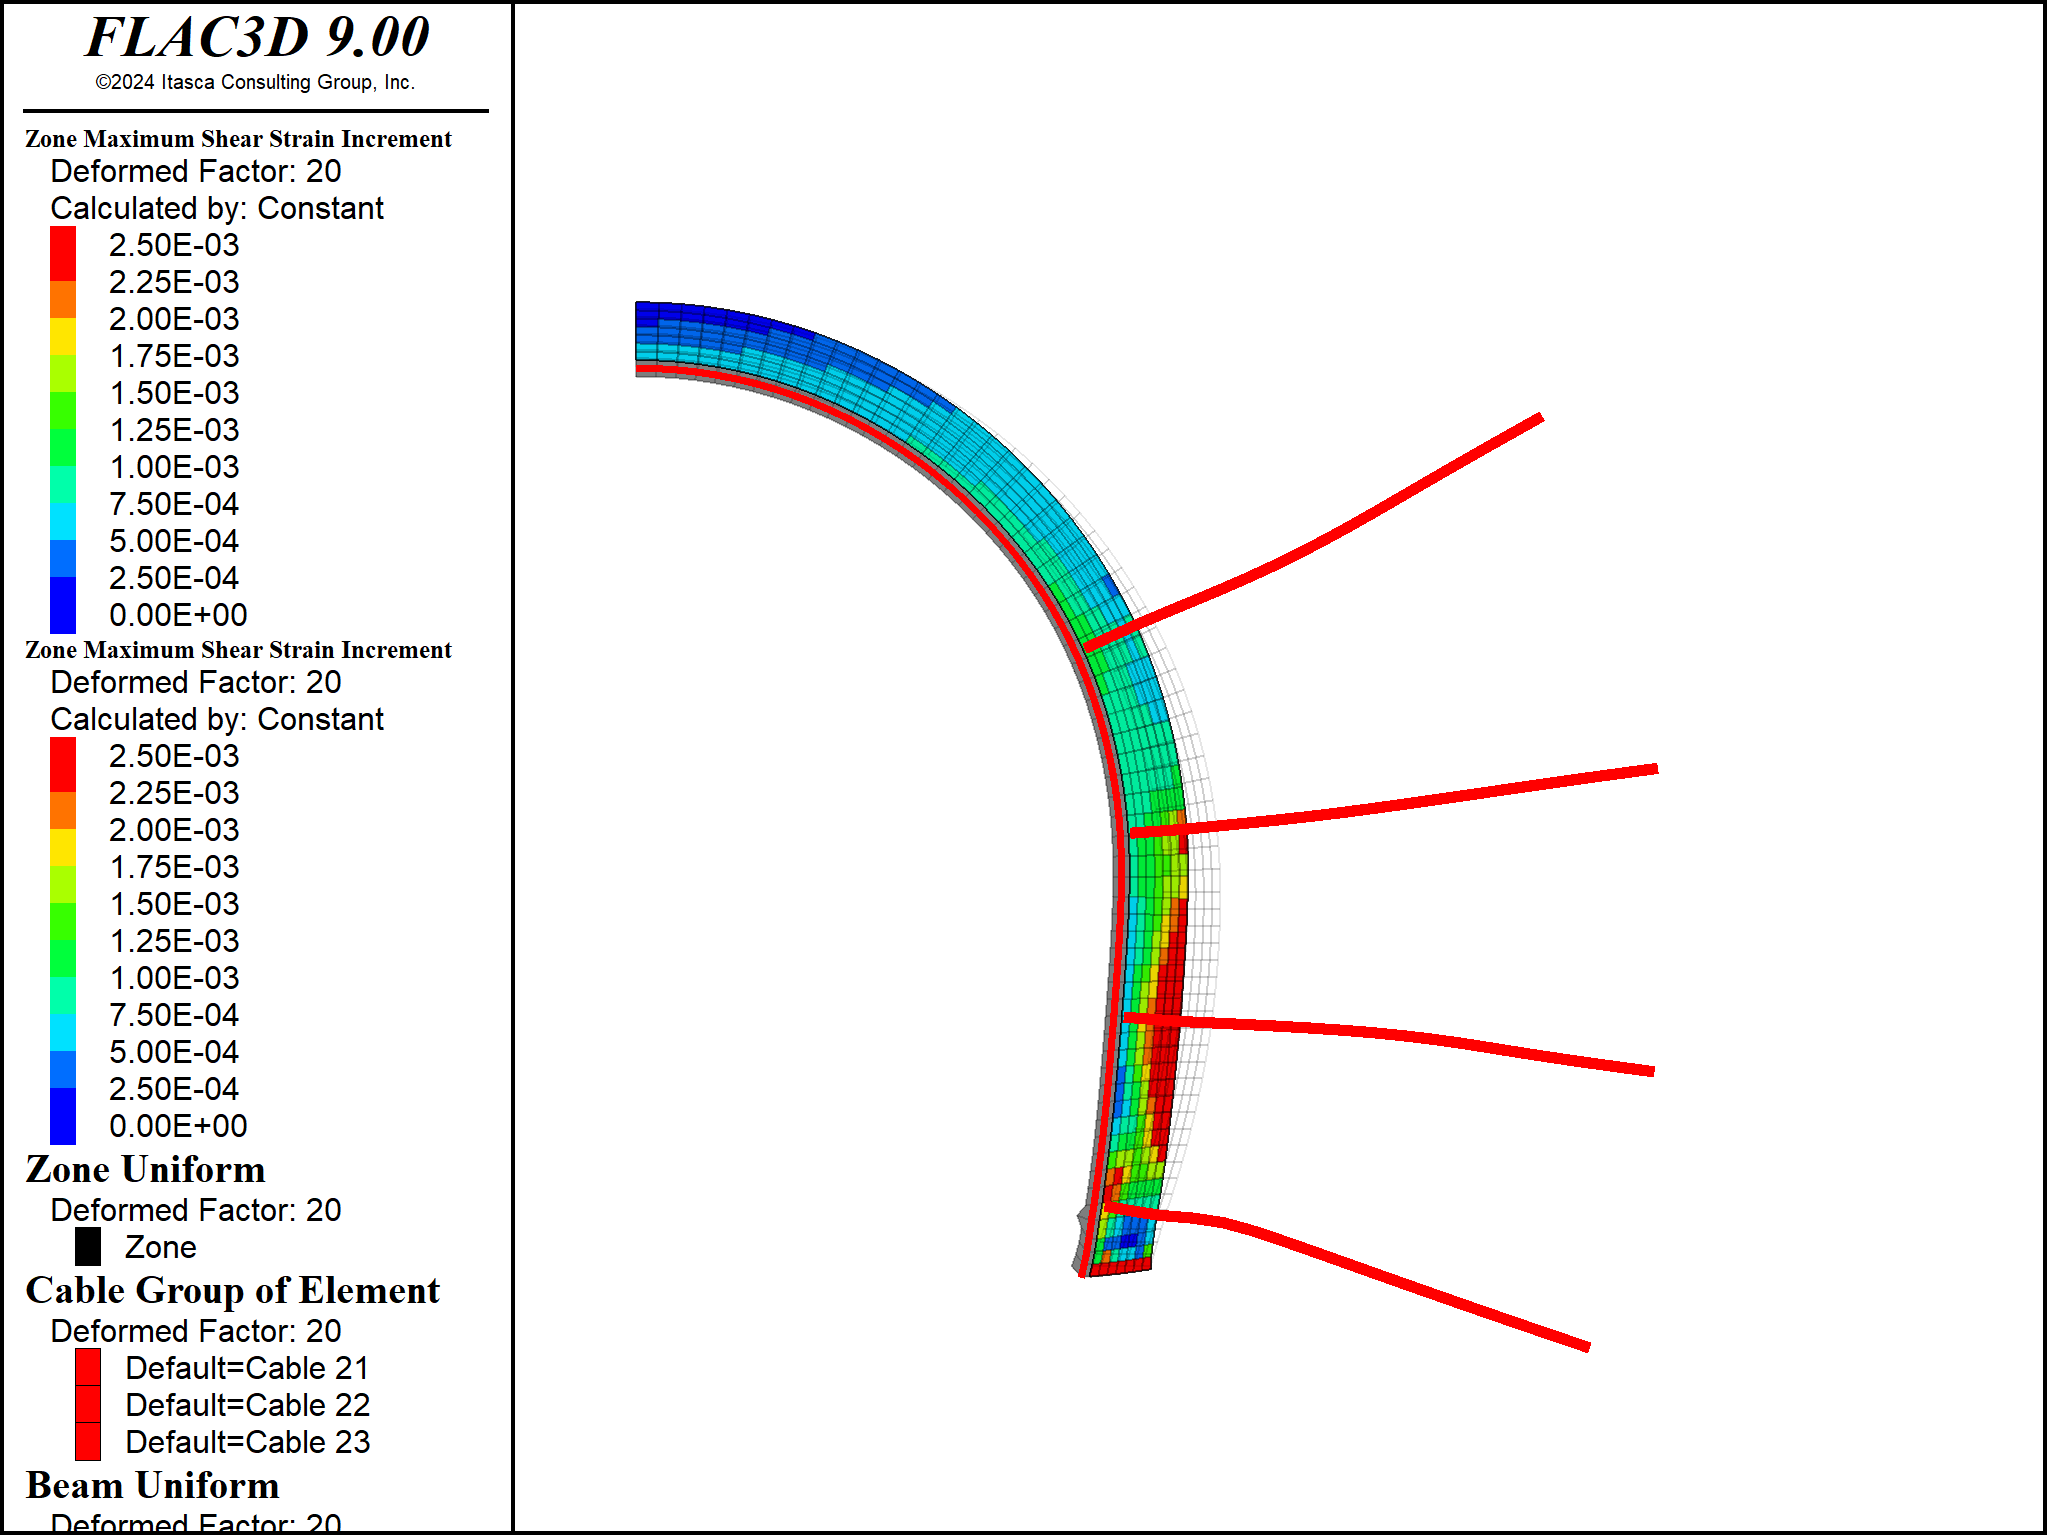 FLAC3D 9.00
©2024 Itasca Consulting Group, Inc.
Zone Maximum Shear Strain Increment
Deformed Factor: 20
Calculated by: Constant
2.50E-03
2.25E-03
2.00E-03
1.75E-03
1.50E-03
1.25E-03
1.00E-03
7.50E-04
5.00E-04
2.50E-04
0.00E+00
Zone Maximum Shear Strain Increment
Deformed Factor: 20
Calculated by: Constant
2.50E-03
2.25E-03
2.00E-03
1.75E-03
1.50E-03
1.25E-03
1.00E-03
7.50E-04
5.00E-04
2.50E-04
0.00E+00
Zone Uniform
Deformed Factor: 20
Zone
Cable Group of Element
Deformed Factor: 20
Default=Cable 21
Default=Cable 22
Default=Cable 23
Beam Uniform
Deformed Factor: 20